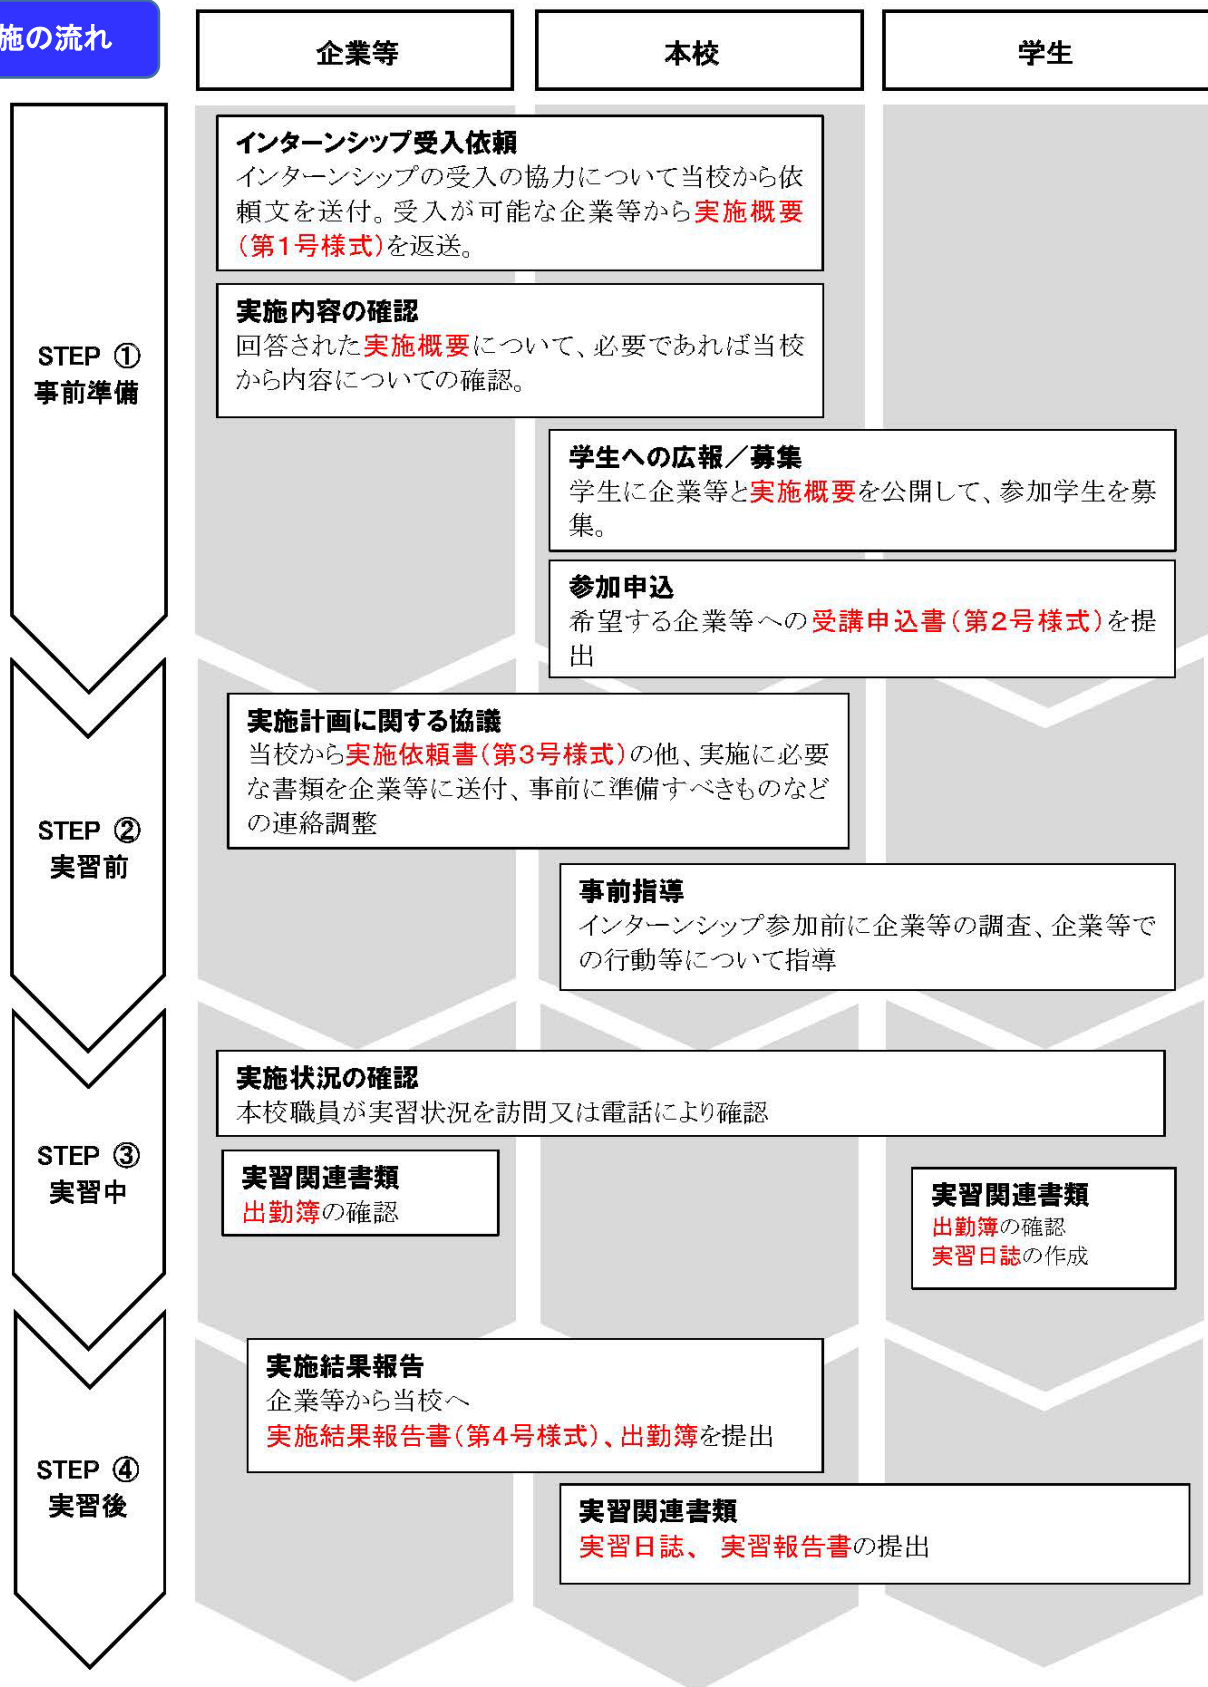 施の流れ
企業等
本校
学生
STEP ①
事前準備
インターンシップ受入依頼
インターンシップの受入の協力について当校から依
頼文を送付。受入が可能な企業等から実施概要
(第1号様式)を返送。
実施内容の確認
回答された実施概要について、必要であれば当校
から内容についての確認。
学生への広報／募集
学生に企業等と実施概要を公開して、参加学生を募
集。
参加申込
希望する企業等への受講申込書(第2号様式)を提
出
STEP ②
実習前
実施計画に関する協議
当校から実施依頼書(第3号様式)の他、実施に必要
な書類を企業等に送付、事前に準備すべきものなど
の連絡調整
事前指導
インターンシップ参加前に企業等の調査、企業等で
の行動等について指導
STEP ③
実習中
実施状況の確認
本校職員が実習状況を訪問又は電話により確認
実習関連書類
出勤簿の確認
実習関連書類
出勤簿の確認
実習日誌の作成
STEP ④
実習後
実施結果報告
企業等から当校へ
実施結果報告書(第4号様式)、出勤簿を提出
実習関連書類
実習日誌、 実習報告書の提出